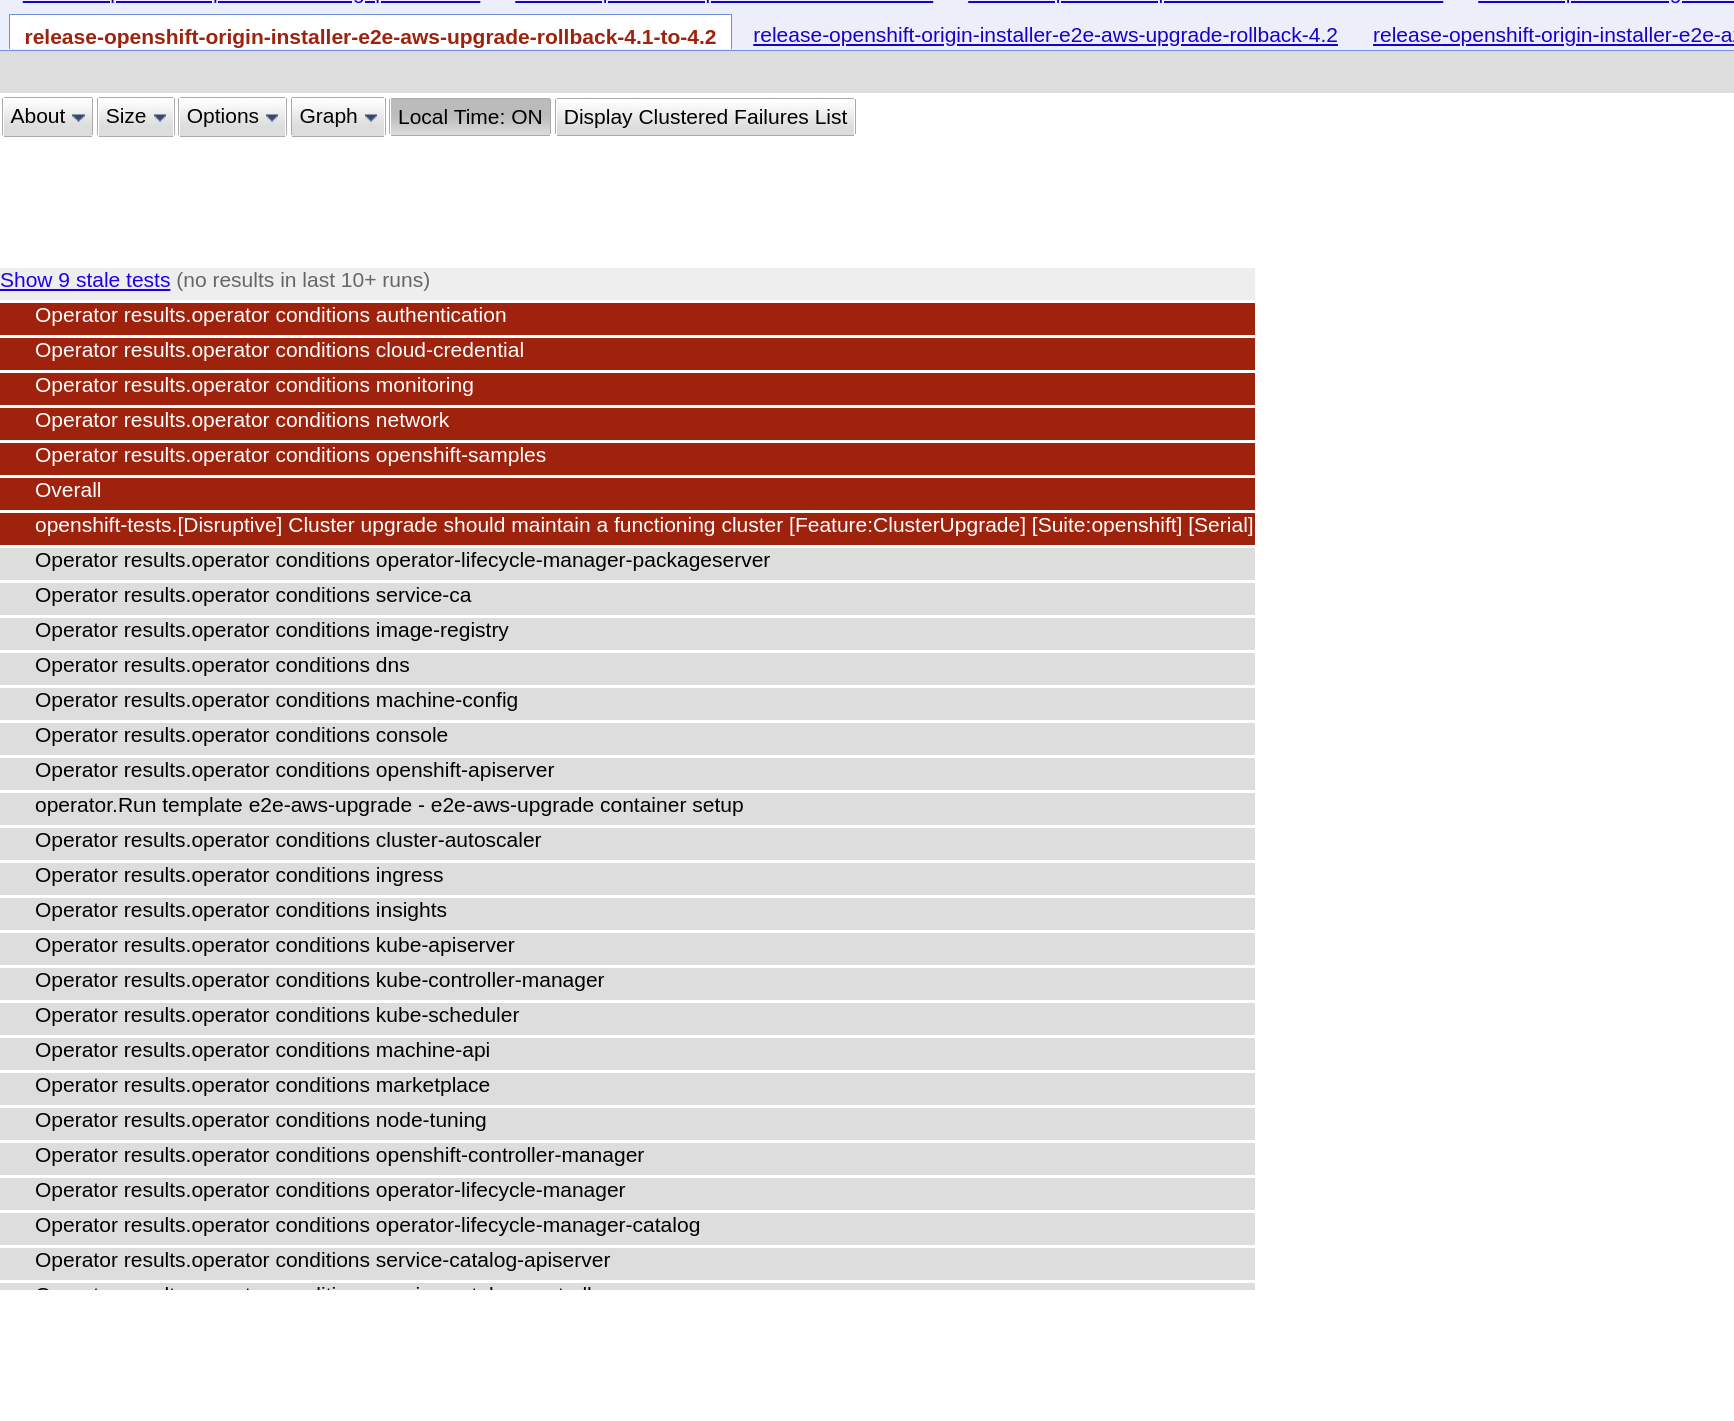 release-openshift-origin-installer-e2e-aws-upgrade-rollback-4.1-to-4.2 release-openshift-origin-installer-e2e-aws-upgrade-rollback-4.2 release-openshift-origin-installer-e2e-a
About Size Options Graph Local Time: ON Display Clustered Failures List
Show 9 stale tests (no results in last 10+ runs)
Operator results.operator conditions authentication
Operator results.operator conditions cloud-credential
Operator results.operator conditions monitoring
Operator results.operator conditions network
Operator results.operator conditions openshift-samples
Overall
openshift-tests.[Disruptive] Cluster upgrade should maintain a functioning cluster [Feature:ClusterUpgrade] [Suite:openshift] [Serial]
Operator results.operator conditions operator-lifecycle-manager-packageserver
Operator results.operator conditions service-ca
Operator results.operator conditions image-registry
Operator results.operator conditions dns
Operator results.operator conditions machine-config
Operator results.operator conditions console
Operator results.operator conditions openshift-apiserver
operator.Run template e2e-aws-upgrade - e2e-aws-upgrade container setup
Operator results.operator conditions cluster-autoscaler
Operator results.operator conditions ingress
Operator results.operator conditions insights
Operator results.operator conditions kube-apiserver
Operator results.operator conditions kube-controller-manager
Operator results.operator conditions kube-scheduler
Operator results.operator conditions machine-api
Operator results.operator conditions marketplace
Operator results.operator conditions node-tuning
Operator results.operator conditions openshift-controller-manager
Operator results.operator conditions operator-lifecycle-manager
Operator results.operator conditions operator-lifecycle-manager-catalog
Operator results.operator conditions service-catalog-apiserver